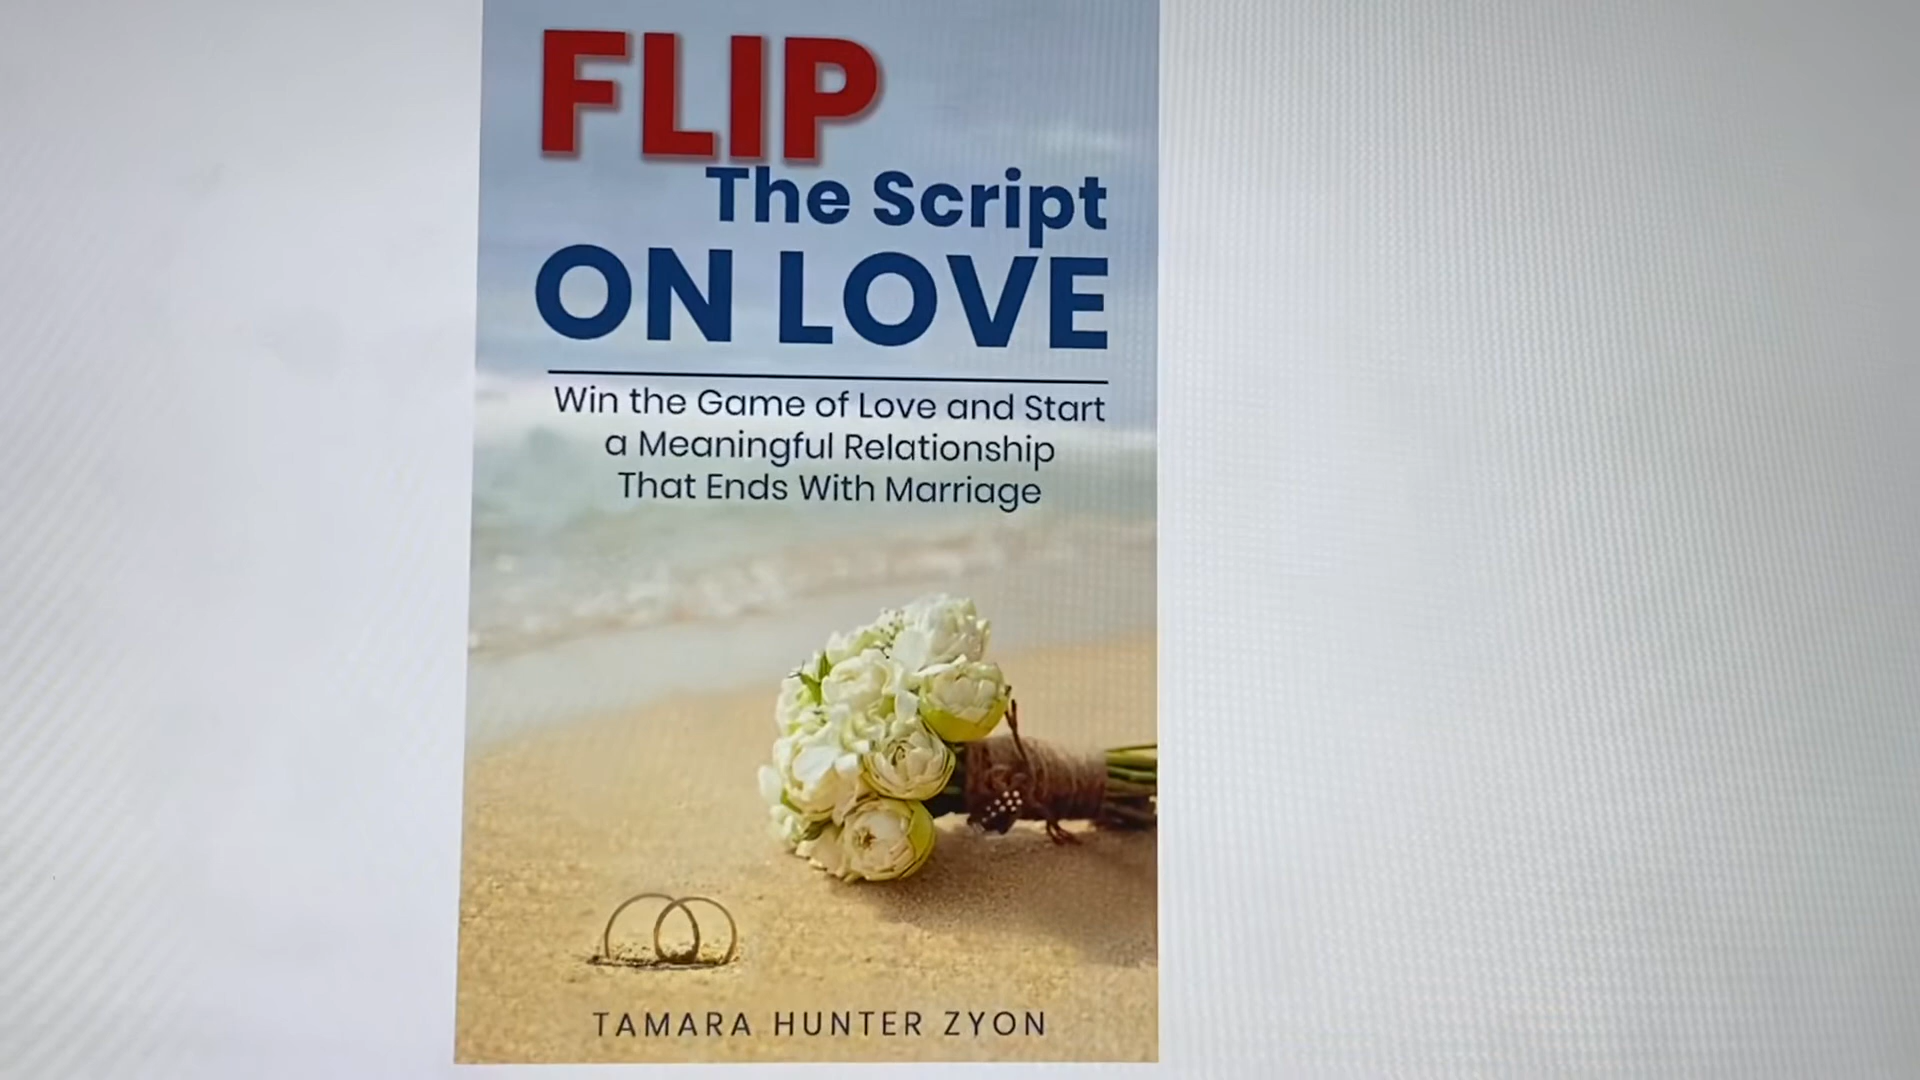 FLIP
The Script
ON LOVE
Win the Game of Love and Start
a Meaningful Relationship
That Ends With Marriage
TAMARA HUNTER ZYON